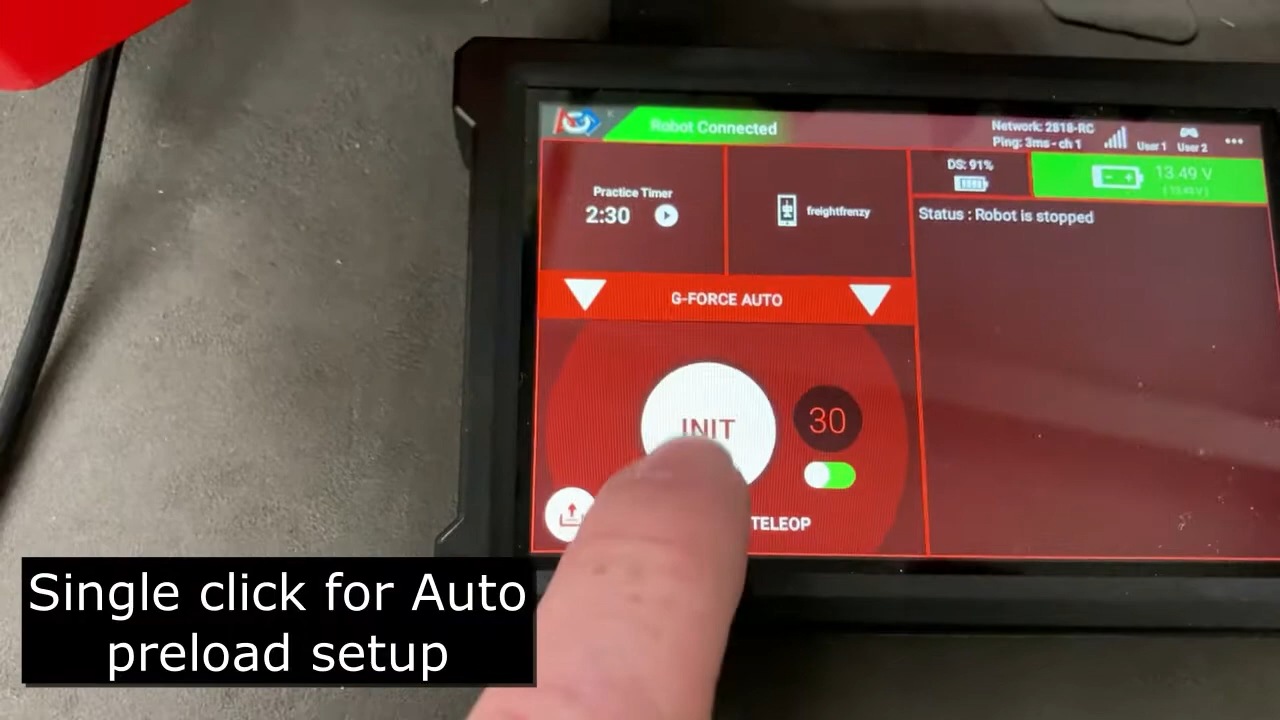 Robot Connected
Network: 2818-RC
Ping: 3ms - ch 1
User 1
User 2
Practice Timer
2:30
freightfrenzy
DS: 91%
13.49 V
Status : Robot is stopped
G-FORCE AUTO
INIT
30
TELEOP
Single click for Auto
preload setup